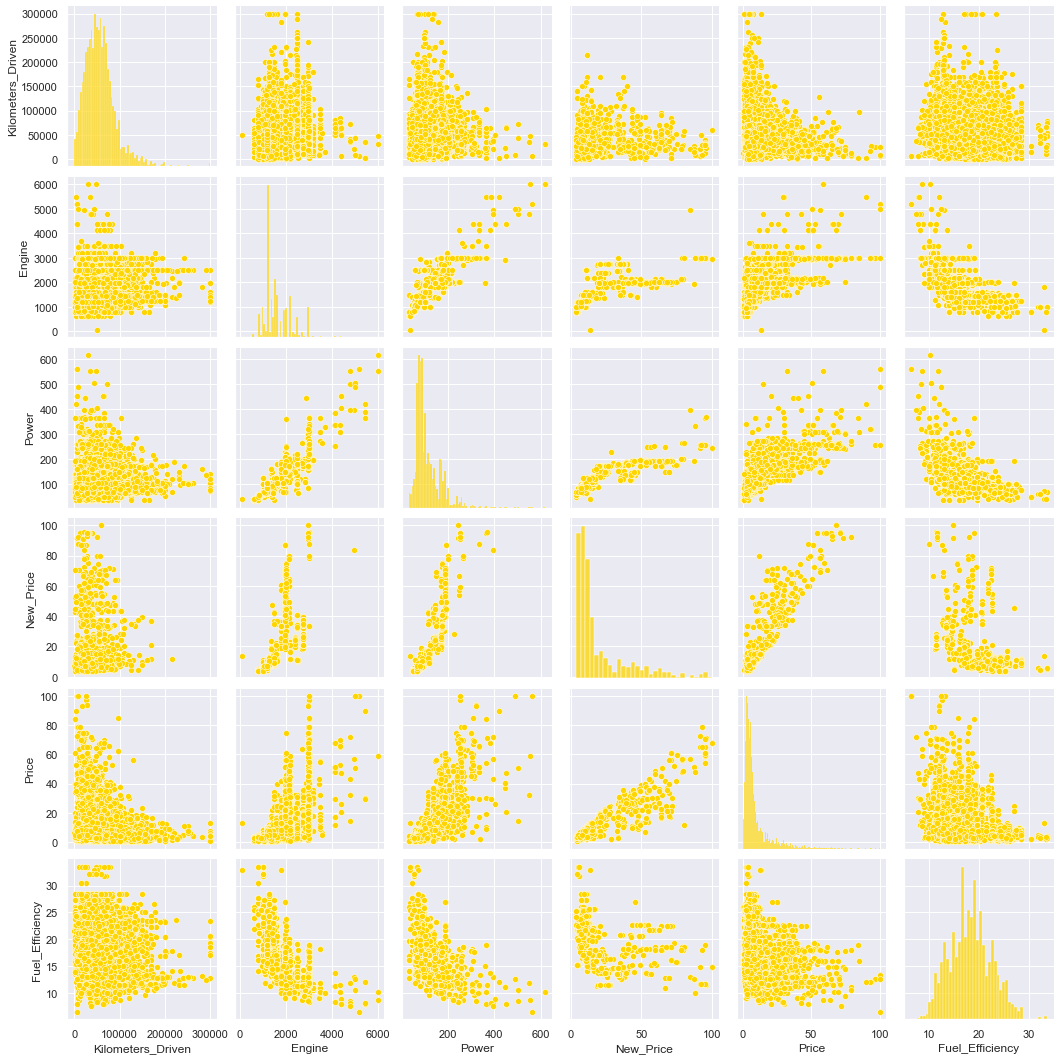 Kilometers_Driven
300000
250000
200000
150000
100000
50000
0
Engine
6000
5000
4000
3000
2000
1000
0
Power
600
500
400
300
200
100
New_Price
100
80
60
40
20
0
Price
100
80
60
40
20
0
Fuel_Efficiency
30
25
20
15
10
0 100000 200000 300000
0 2000 4000 6000
200 400 600
0 50 100
0 50 100
10 20 30
Kilometers_Driven
Engine
Power
New_Price
Price
Fuel_Efficiency